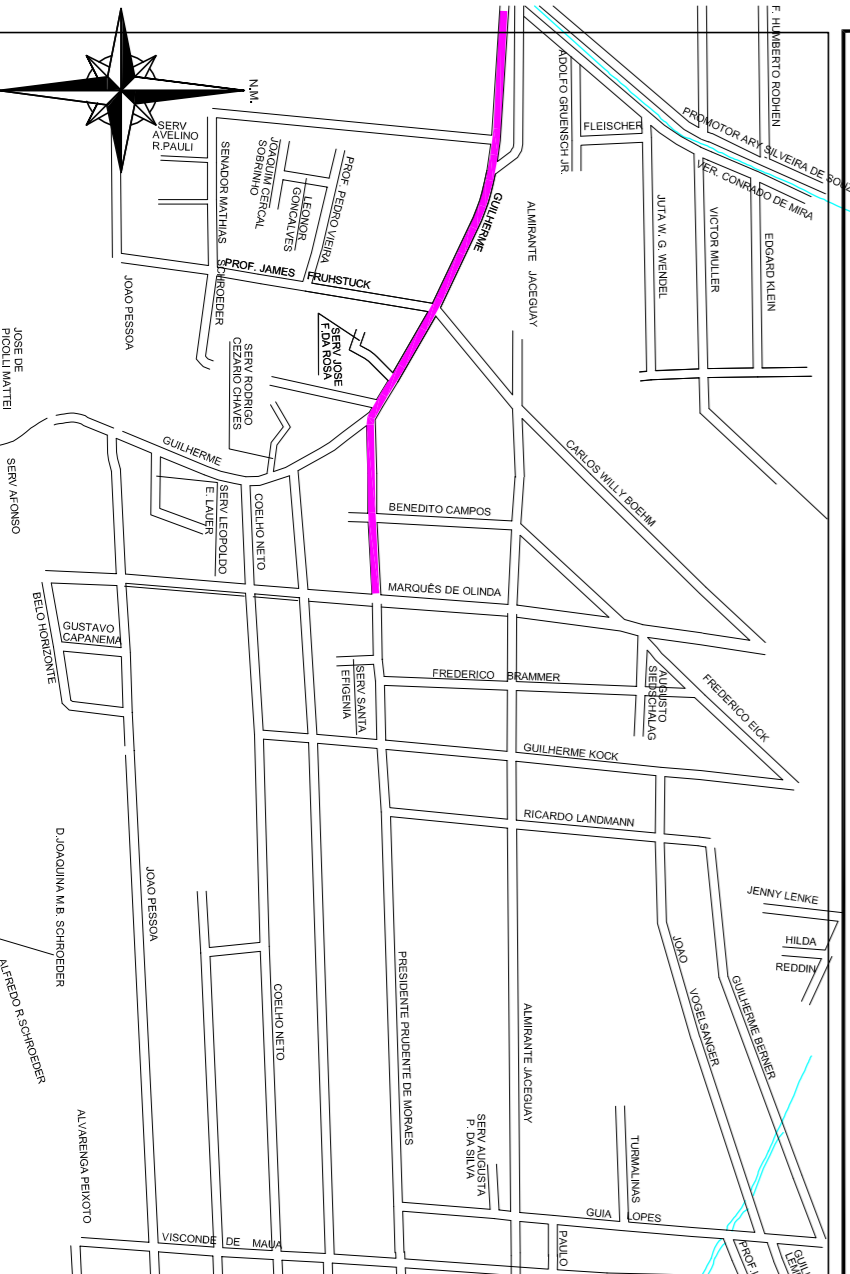 F. HUMBERTO RODHEN
ADOLFO GRUENSCH JR.
N.M.
PROMOTOR ARY SILVEIRA DE SOUZ
FLEISCHER
SERV
AVELINO
R.PAULI
SENADOR MATHIAS
SCHROEDER
JOAQUIM CERCAL
SOBRINHO
LEONOR
GONCALVES
PROF. PEDRO VIEIRA
GUILHERME
ALMIRANTE JACEGUAY
VER. CONRADO DE MIRA
JUTA W. G. WENDEL
VICTOR MULLER
EDGARD KLEIN
PROF. JAMES FRUHSTUCK
JOAO PESSOA
JOSE DE
PICOLLI MATTEI
SERV RODRIGO
CEZARIO CHAVES
SERV JOSE
F.DA ROSA
GUILHERME
CARLOS WILLY BOEHM
SERV AFONSO
SERV LEOPOLDO
E. LAUER
COELHO NETO
BENEDITO CAMPOS
MARQUÊS DE OLINDA
BELO HORIZONTE
GUSTAVO
CAPANEMA
SERV SANTA
EFIGENIA
FREDERICO BRAMMER
AUGUSTO
SIEDSCHALAG
FREDERICO EICK
GUILHERME KOCK
RICARDO LANDMANN
D.JOAQUINA M.B. SCHROEDER
JOAO PESSOA
JENNY LENKE
HILDA
REDDIN
JOAO
VOGELSANGER
GUILHERME BERNER
ALFREDO R.SCHROEDER
COELHO NETO
PRESIDENTE PRUDENTE DE MORAES
ALMIRANTE JACEGUAY
ALVARENGA PEIXOTO
SERV AUGUSTA
P. DA SILVA
TURMALINAS
GUIA LOPES
VISCONDE DE MAUA
PAULO
PROF.
GUIL
LEM